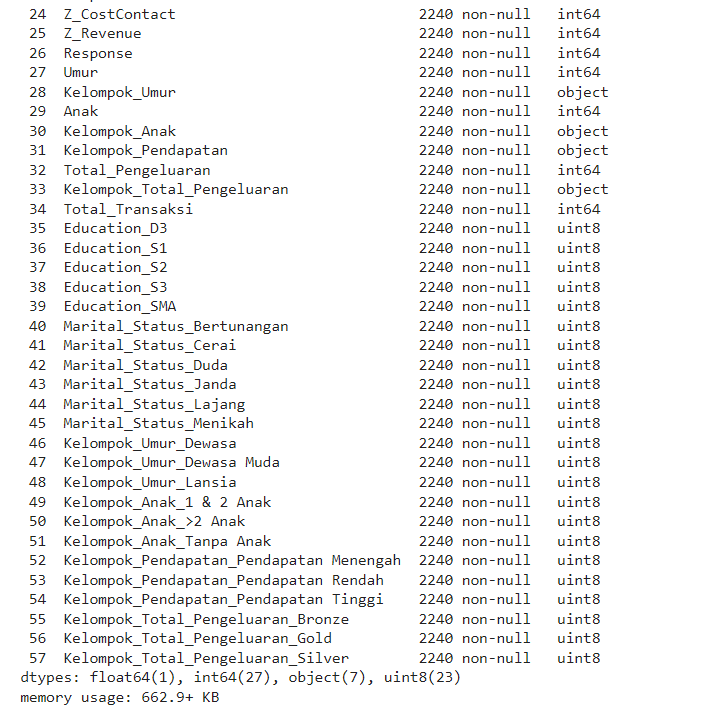 24 Z_CostContact 2240 non-null int64
25 Z_Revenue 2240 non-null int64
26 Response 2240 non-null int64
27 Umur 2240 non-null int64
28 Kelompok_Umur 2240 non-null object
29 Anak 2240 non-null int64
30 Kelompok_Anak 2240 non-null object
31 Kelompok_Pendapatan 2240 non-null object
32 Total_Pengeluaran 2240 non-null int64
33 Kelompok_Total_Pengeluaran 2240 non-null object
34 Total_Transaksi 2240 non-null int64
35 Education_D3 2240 non-null uint8
36 Education_S1 2240 non-null uint8
37 Education_S2 2240 non-null uint8
38 Education_S3 2240 non-null uint8
39 Education_SMA 2240 non-null uint8
40 Marital_Status_Bertunangan 2240 non-null uint8
41 Marital_Status_Cerai 2240 non-null uint8
42 Marital_Status_Duda 2240 non-null uint8
43 Marital_Status_Janda 2240 non-null uint8
44 Marital_Status_Lajang 2240 non-null uint8
45 Marital_Status_Menikah 2240 non-null uint8
46 Kelompok_Umur_Dewasa 2240 non-null uint8
47 Kelompok_Umur_Dewasa Muda 2240 non-null uint8
48 Kelompok_Umur_Lansia 2240 non-null uint8
49 Kelompok_Anak_1 & 2 Anak 2240 non-null uint8
50 Kelompok_Anak_>2 Anak 2240 non-null uint8
51 Kelompok_Anak_Tanpa Anak 2240 non-null uint8
52 Kelompok_Pendapatan_Pendapatan Menengah 2240 non-null uint8
53 Kelompok_Pendapatan_Pendapatan Rendah 2240 non-null uint8
54 Kelompok_Pendapatan_Pendapatan Tinggi 2240 non-null uint8
55 Kelompok_Total_Pengeluaran_Bronze 2240 non-null uint8
56 Kelompok_Total_Pengeluaran_Gold 2240 non-null uint8
57 Kelompok_Total_Pengeluaran_Silver 2240 non-null uint8
dtypes: float64(1), int64(27), object(7), uint8(23)
memory usage: 662.9+ KB